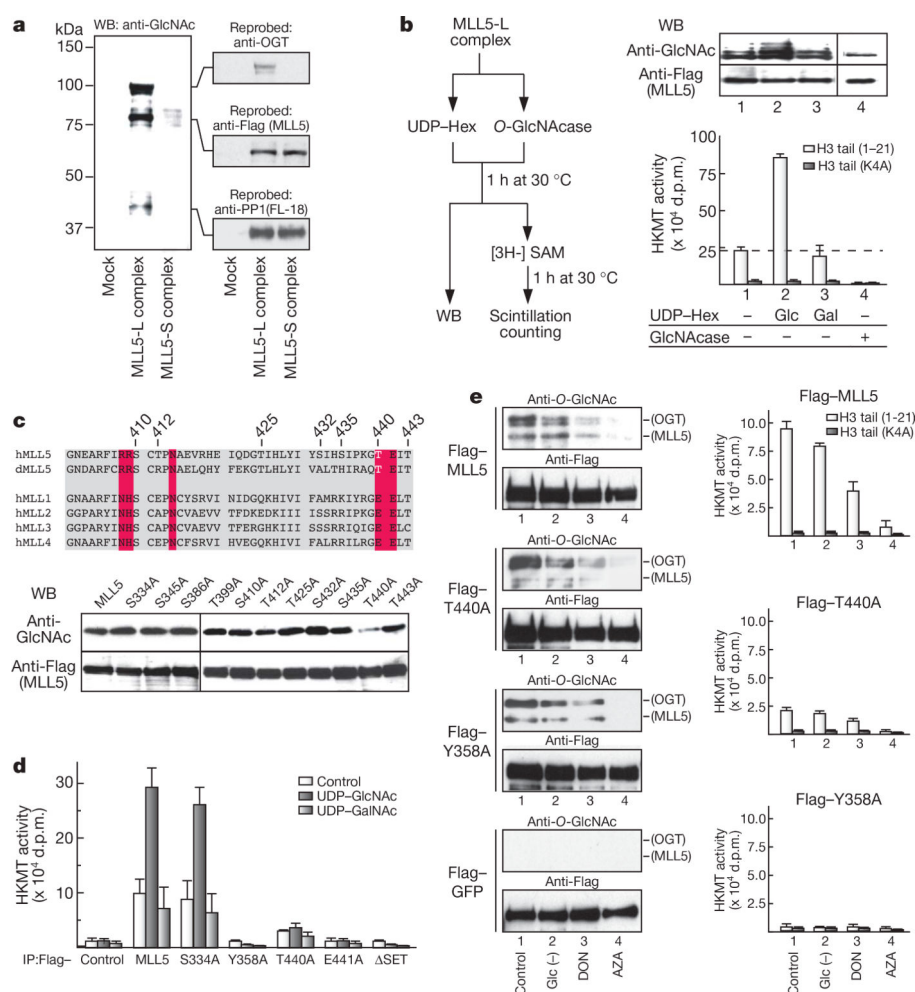 a
kDa
WB: anti-GlcNAc
150
100
75
50
37
Mock
MLL5-L complex
MLL5-S complex
Reprobed:
anti-OGT
Reprobed:
anti-Flag (MLL5)
Reprobed:
anti-PP1(FL-18)
Mock
MLL5-L complex
MLL5-S complex
b
MLL5-L
complex
UDP–Hex O-GlcNAcase
1 h at 30 °C
[3H-] SAM
1 h at 30 °C
WB
Scintillation
counting
WB
Anti-GlcNAc
Anti-Flag
(MLL5)
1 2 3 4
HKMT activity
(x 10⁴ d.p.m.)
100
75
50
25
H3 tail (1–21)
H3 tail (K4A)
1 2 3 4
UDP–Hex – Glc Gal –
GlcNAcase – – – +
c
410 412 425 432 435 440 443
hMLL5 GNEARFIRRS CTPNAEVRHE IQDGTIHLYI YSIHSIPKGT EIT
dMLL5 GNDARFCRRS CRPNAELQHY FEKGTLHLYI VALTHIRAQT EIT
hMLL1 GNAARFINHS CEPNCYSRVI NIDGQKHIVI FAMRKIYRGE ELT
hMLL2 GGPARYINHS CAPNCVAEVV TFDKEDKIII ISSRRIPKGE ELT
hMLL3 GGPARYINHS CAPNCVAEVV TFERGHKIII SSSRRIQKGE ELC
hMLL4 GNAARFINHS CEPNCFSRVI HVEGQKHIVI FALRRILRGE ELT
WB
MLL5 S334A S345A S386A T399A S410A T412A T425A S432A S435A T440A T443A
Anti-
GlcNAc
Anti-Flag
(MLL5)
d
HKMT activity
(x 10⁴ d.p.m.)
30
20
10
Control
UDP–GlcNAc
UDP–GalNAc
IP:Flag– Control MLL5 S334A Y358A T440A E441A ΔSET
e
Anti-O-GlcNAc
Flag–
MLL5
(OGT)
(MLL5)
Anti-Flag
1 2 3 4
Anti-O-GlcNAc
Flag–
T440A
(OGT)
(MLL5)
Anti-Flag
1 2 3 4
Anti-O-GlcNAc
Flag–
Y358A
(OGT)
(MLL5)
Anti-Flag
1 2 3 4
Anti-O-GlcNAc
Flag–
GFP
(OGT)
(MLL5)
Anti-Flag
1 2 3 4
Control
Glc (–)
DON
AZA
Flag–MLL5
HKMT activity
(x 10⁴ d.p.m.)
10.0
7.5
5.0
2.5
H3 tail (1-21)
H3 tail (K4A)
1 2 3 4
Flag–T440A
HKMT activity
(x 10⁴ d.p.m.)
10.0
7.5
5.0
2.5
1 2 3 4
Flag–Y358A
HKMT activity
(x 10⁴ d.p.m.)
10.0
7.5
5.0
2.5
1 2 3 4
Control
Glc (–)
DON
AZA